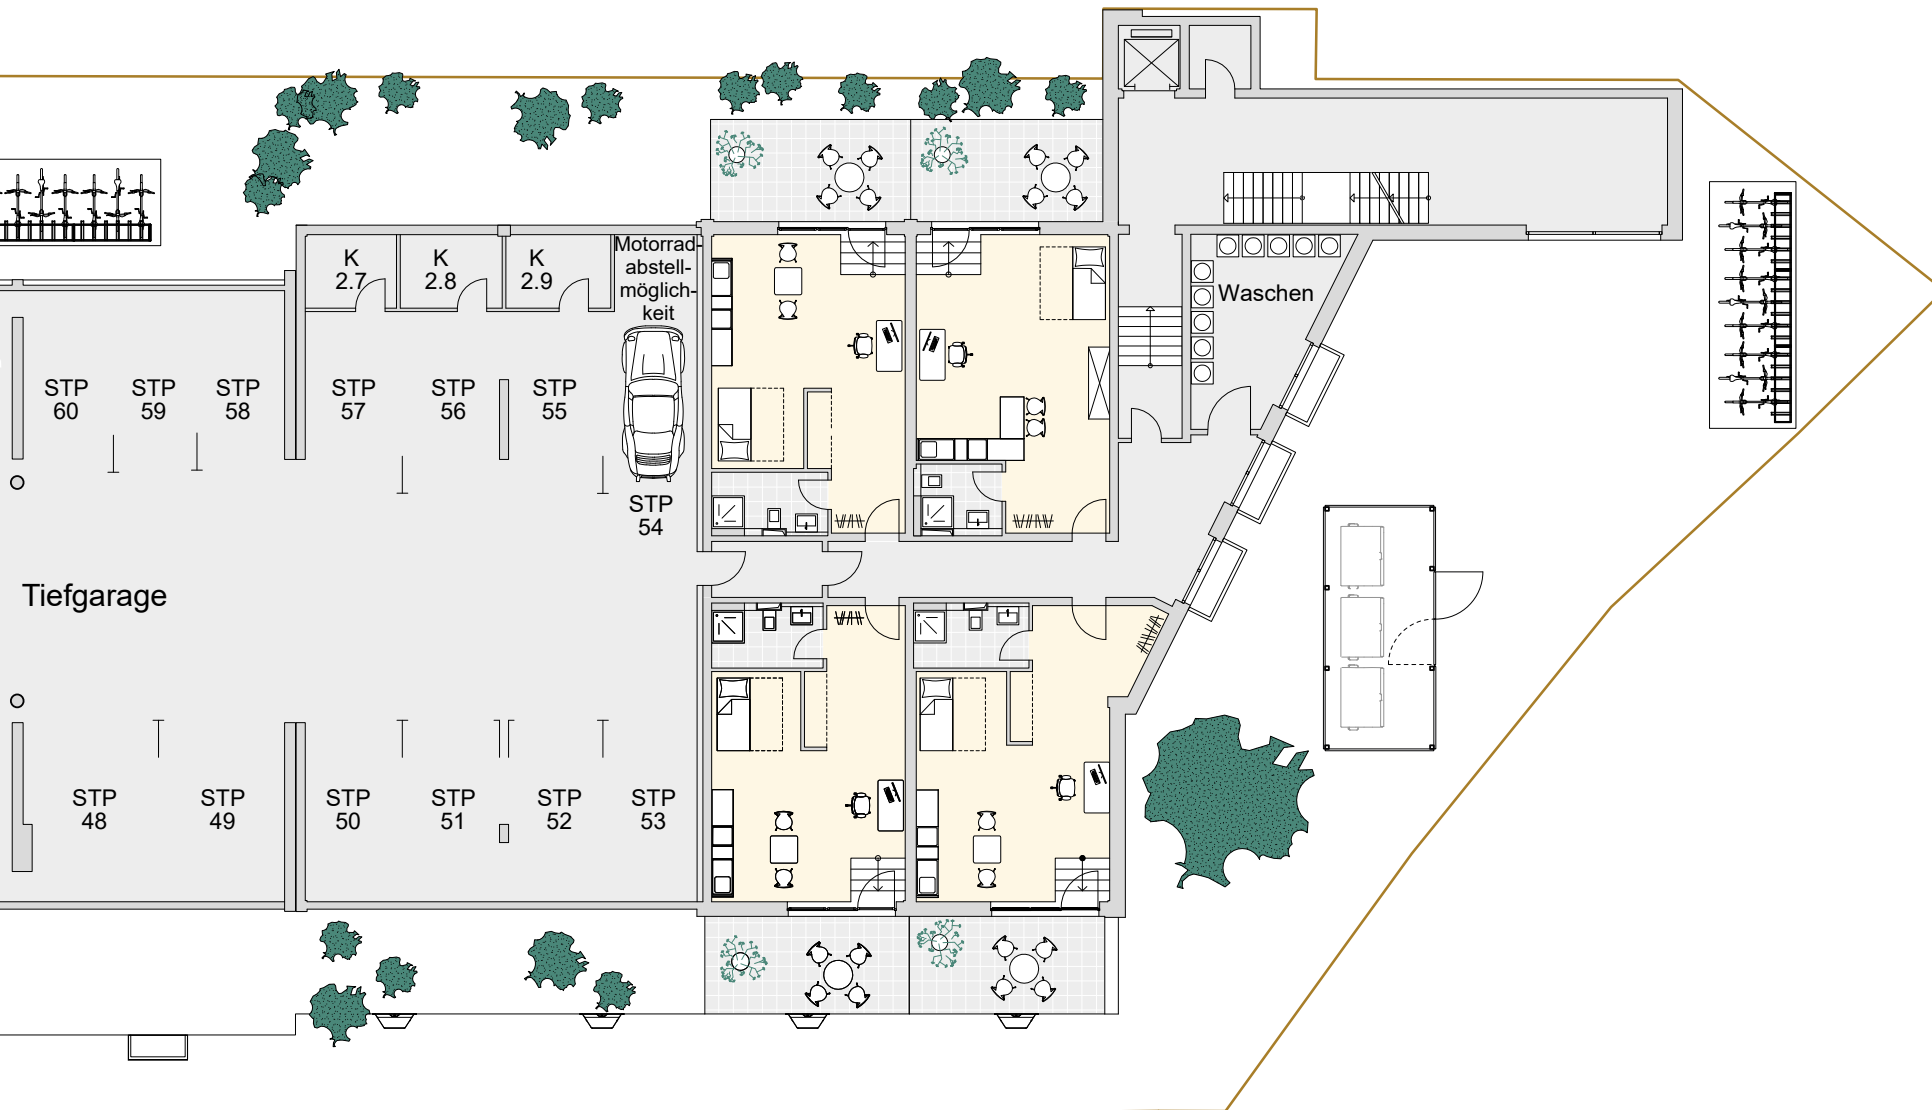 K
2.7
K
2.8
K
2.9
Motorrad-
abstell-
möglich-
keit
Waschen
STP
60
STP
59
STP
58
STP
57
STP
56
STP
55
STP
54
Tiefgarage
STP
48
STP
49
STP
50
STP
51
STP
52
STP
53